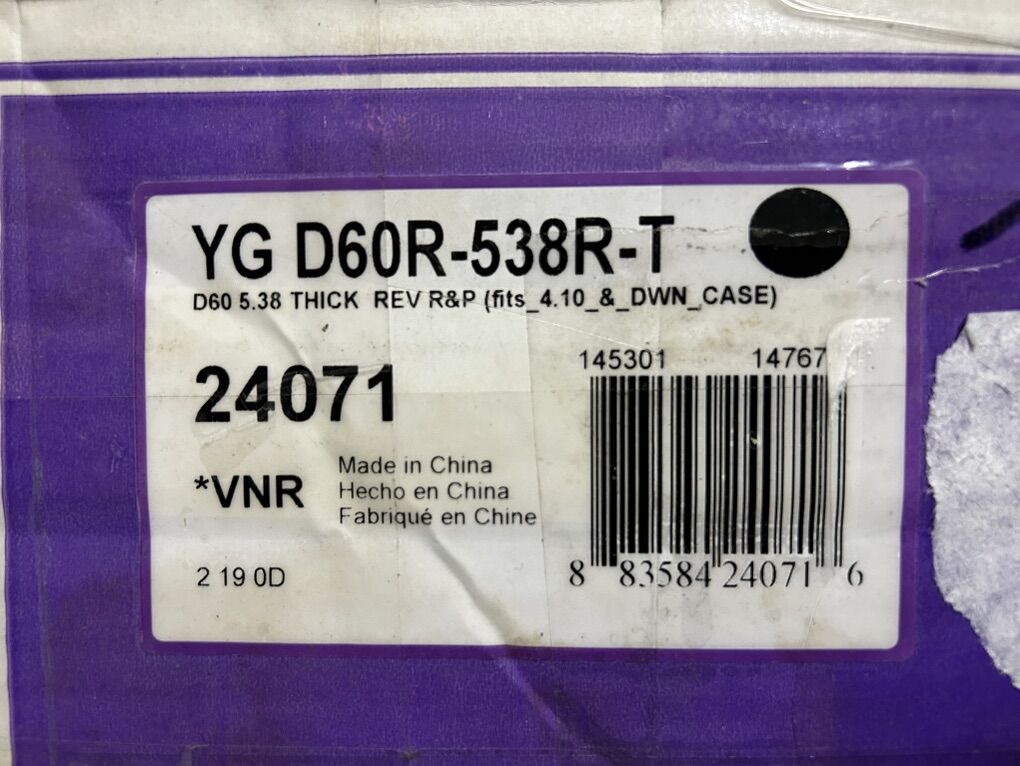 YG D60R-538R-T
D60 5.38 THICK REV R&P (fits_4.10_&_DWN_CASE)
24071
145301 14767
*VNR
Made in China
Hecho en China
Fabriqué en Chine
2 19 0D
8 83584 24071 6